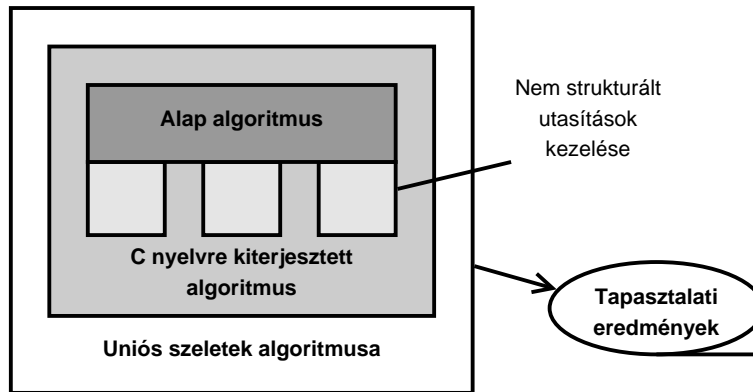 Alap algoritmus
Nem strukturált
utasítások
kezelése
C nyelvre kiterjesztett
algoritmus
Uniós szeletek algoritmusa
Tapasztalati
eredmények